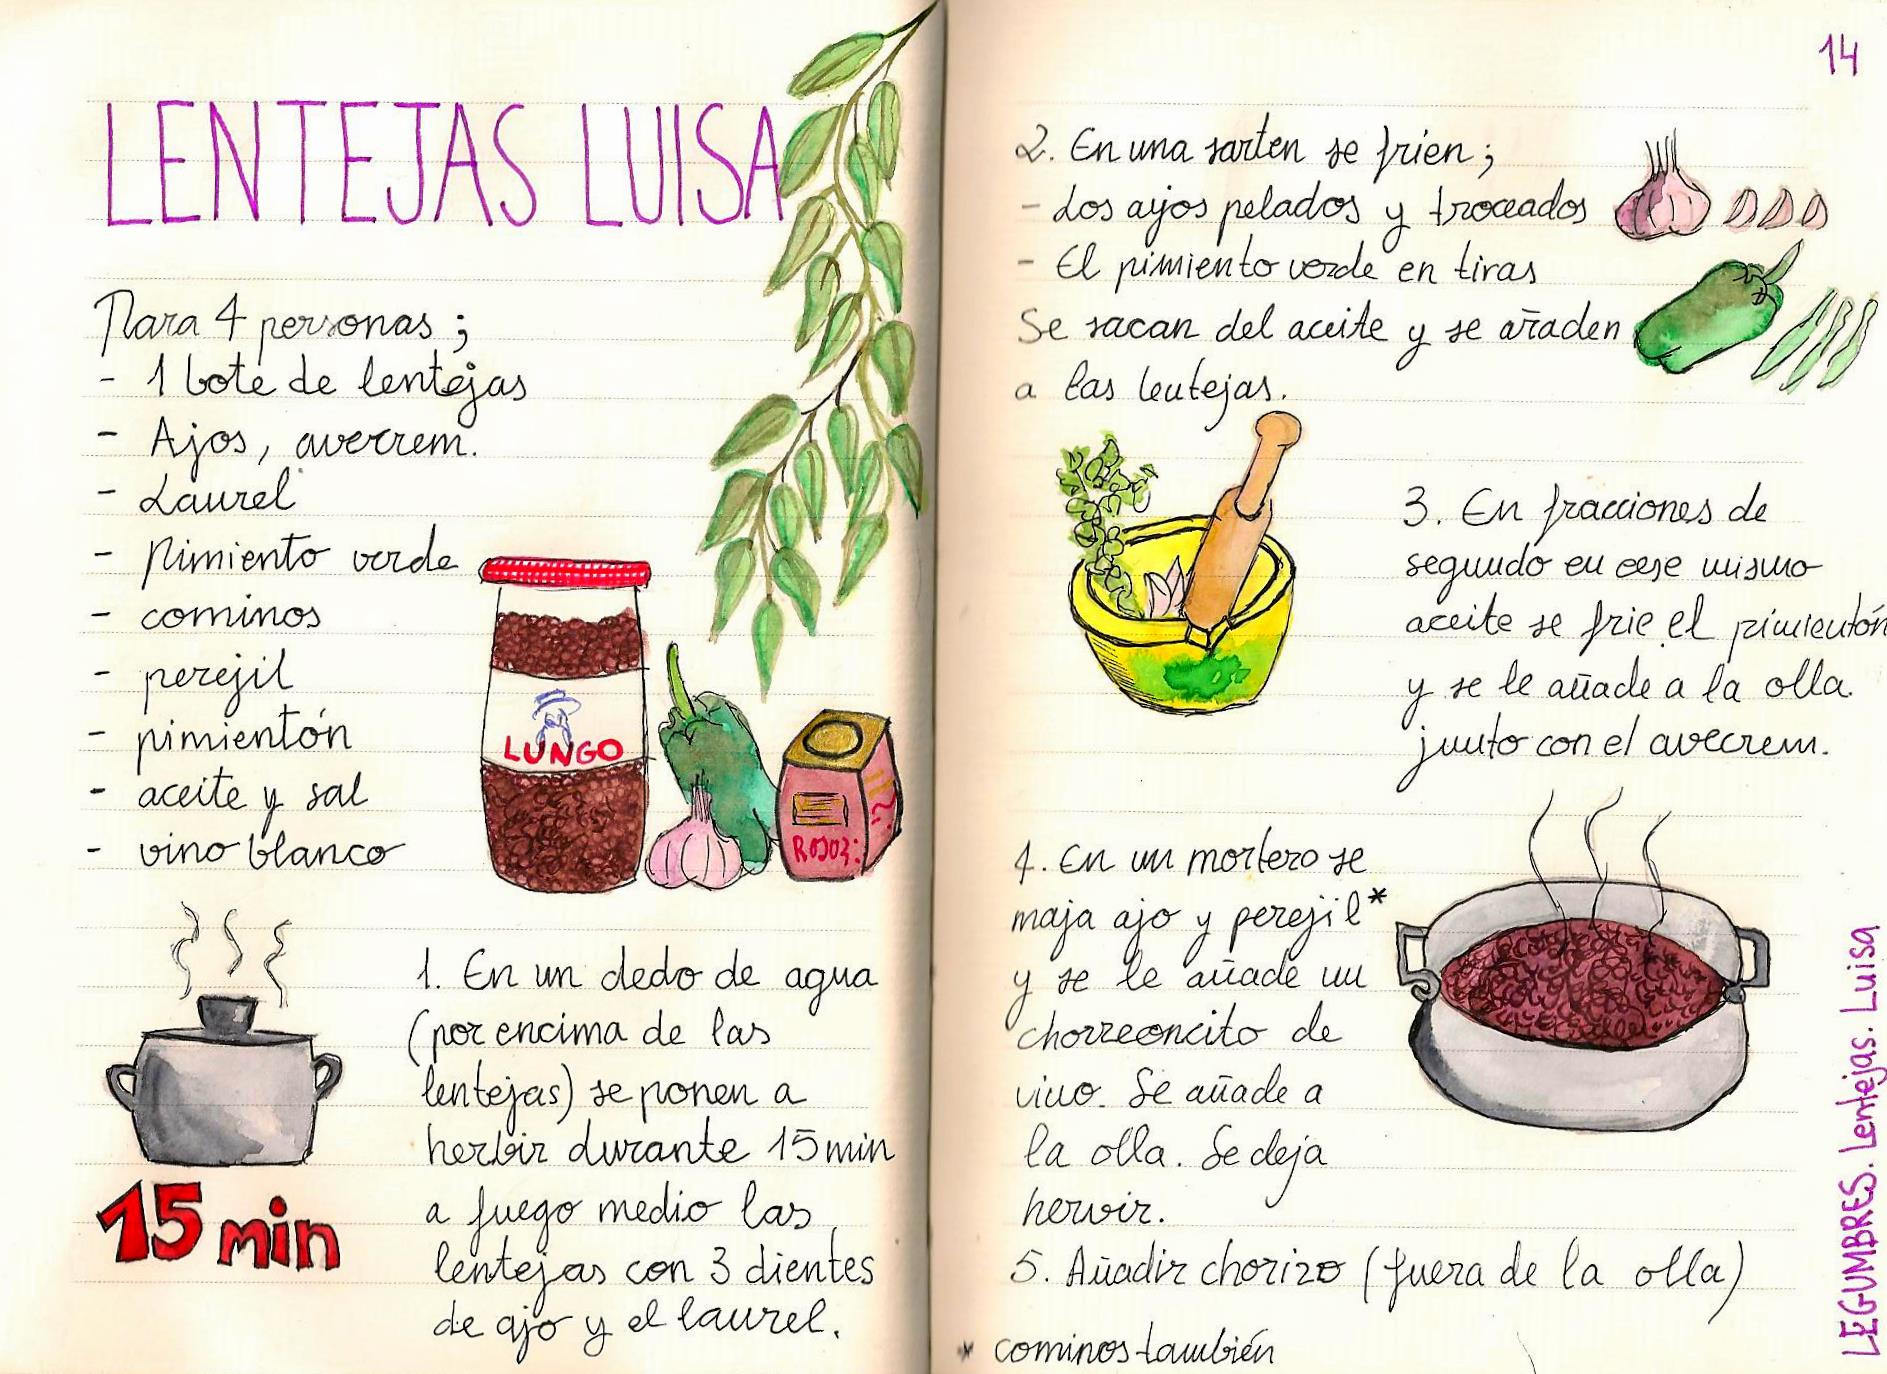 LENTEJAS LUISA
Para 4 personas;
- 1 bote de lentejas
- Ajos, avecrem.
- Laurel
- Pimiento verde
- cominos
- perejil
- pimientón
- aceite y sal
- vino blanco
LUNGO
15 min
1. En un dedo de agua
(por encima de las
lentejas) se ponen a
herbir durante 15 min
a fuego medio las
lentejas con 3 dientes
de ajo y el laurel.
14
2. En una sarten se frien;
- Los ajos pelados y troceados
- El pimiento verde en tiras
Se sacan del aceite y se añaden
a las lentejas.
3. En fracciones de
segundo en ese mismo
aceite se frie el pimientón
y se le añade a la olla
junto con el avecrem.
4. En un mortero se
maja ajo y perejil*
y se le añade un
chorreoncito de
vino. Se añade a
la olla. Se deja
hervir.
5. Añadir chorizo (fuera de la olla)
* cominos también
LEGUMBRES. Lentejas. Luisa